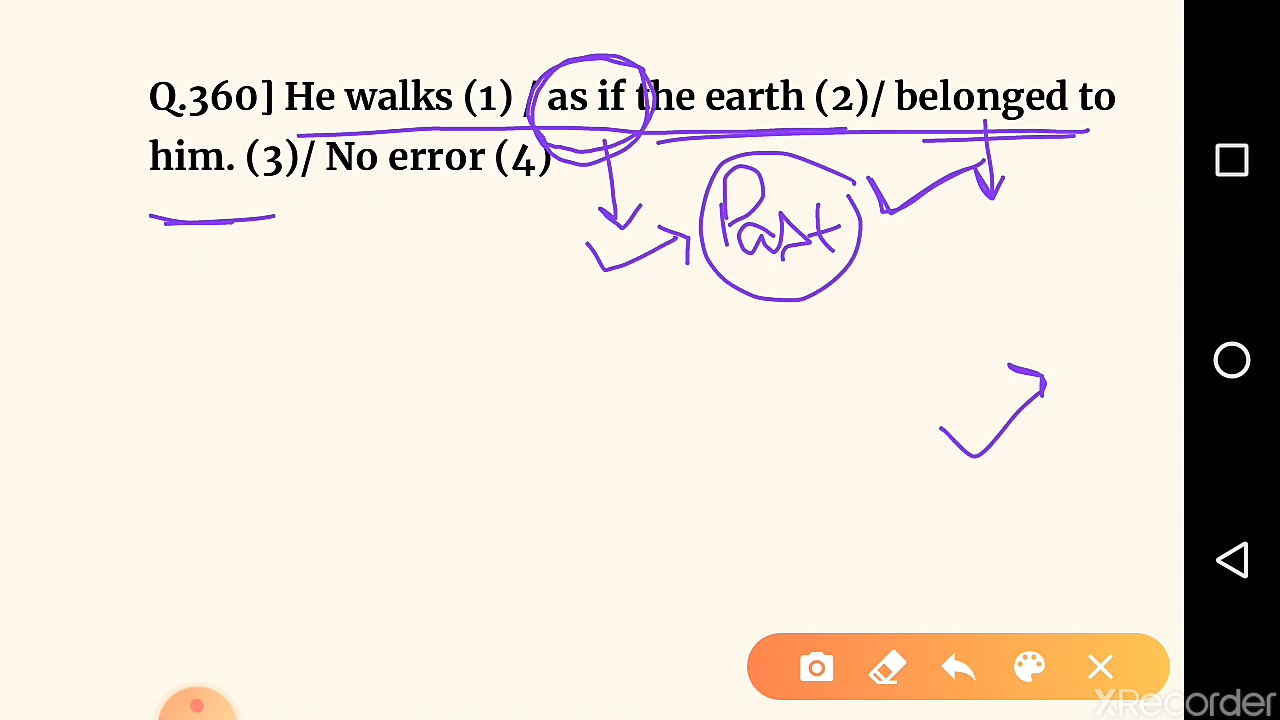 Q.360] He walks (1) / as if the earth (2)/ belonged to
him. (3)/ No error (4)
Past
XRecorder